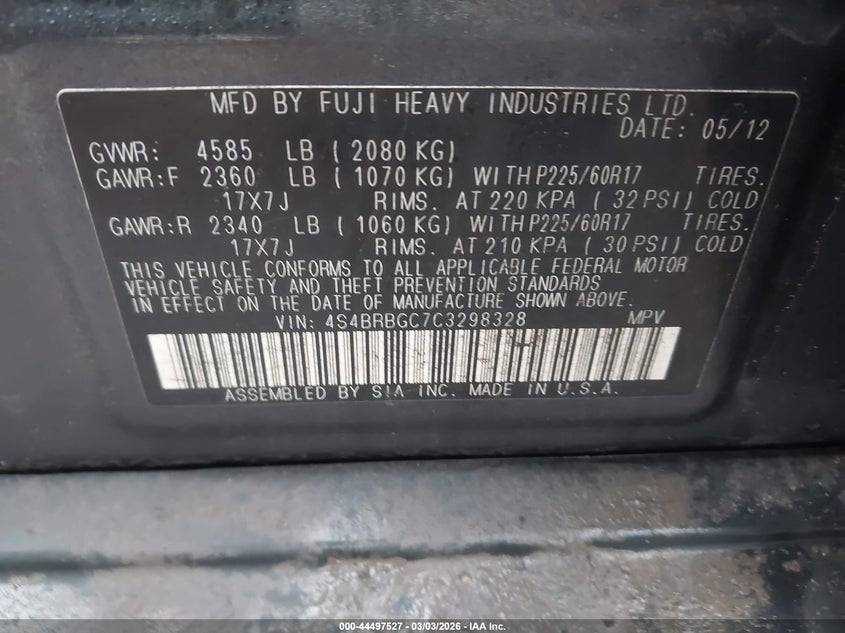 MFD BY FUJI HEAVY INDUSTRIES LTD.
DATE: 05/12
GVWR: 4585 LB ( 2080 KG)
GAWR:F 2360 LB ( 1070 KG) WITH P225/60R17 TIRES.
17X7J RIMS. AT 220 KPA ( 32 PSI) COLD
GAWR:R 2340 LB ( 1060 KG) WITH P225/60R17 TIRES.
17X7J RIMS. AT 210 KPA ( 30 PSI) COLD
THIS VEHICLE CONFORMS TO ALL APPLICABLE FEDERAL MOTOR
VEHICLE SAFETY AND THEFT PREVENTION STANDARDS
IN EFFECT ON THE DATE OF MANUFACTURE SHOWN ABOVE.
VIN: 4S4BRBGC7C3298328 MPV
ASSEMBLED BY SIA INC. MADE IN U.S.A.
000-44497527 - 03/03/2026 - IAA Inc.